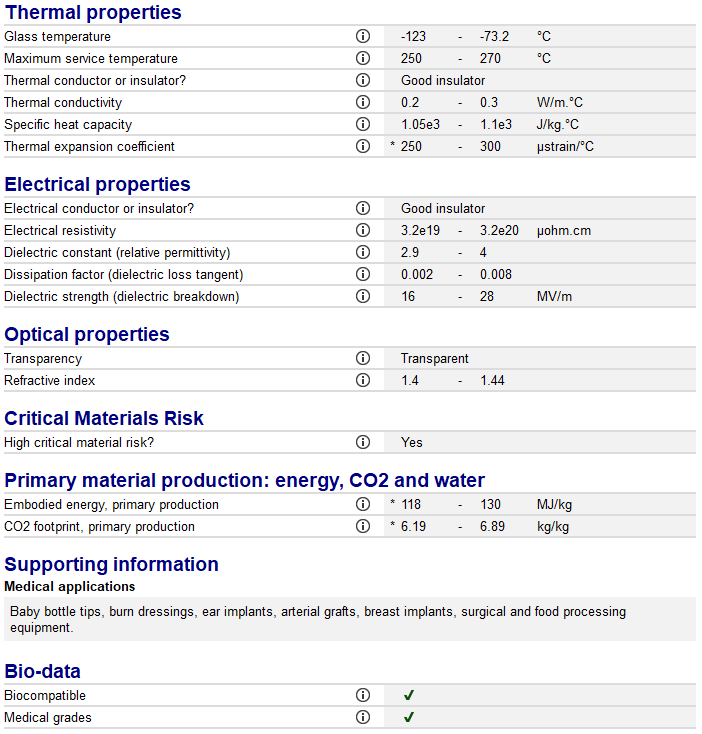 Thermal properties
Glass temperature -123 - -73.2 °C
Maximum service temperature 250 - 270 °C
Thermal conductor or insulator? Good insulator
Thermal conductivity 0.2 - 0.3 W/m.°C
Specific heat capacity 1.05e3 - 1.1e3 J/kg.°C
Thermal expansion coefficient * 250 - 300 µstrain/°C
Electrical properties
Electrical conductor or insulator? Good insulator
Electrical resistivity 3.2e19 - 3.2e20 µohm.cm
Dielectric constant (relative permittivity) 2.9 - 4
Dissipation factor (dielectric loss tangent) 0.002 - 0.008
Dielectric strength (dielectric breakdown) 16 - 28 MV/m
Optical properties
Transparency Transparent
Refractive index 1.4 - 1.44
Critical Materials Risk
High critical material risk? Yes
Primary material production: energy, CO2 and water
Embodied energy, primary production * 118 - 130 MJ/kg
CO2 footprint, primary production * 6.19 - 6.89 kg/kg
Supporting information
Medical applications
Baby bottle tips, burn dressings, ear implants, arterial grafts, breast implants, surgical and food processing
equipment.
Bio-data
Biocompatible ✔
Medical grades ✔